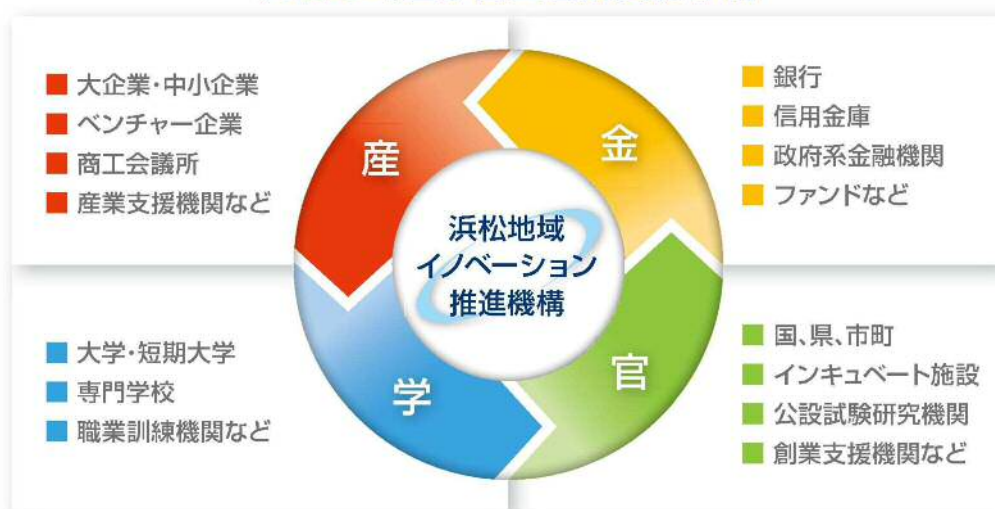 大企業・中小企業
ベンチャー企業
商工会議所
産業支援機関など
産
金
銀行
信用金庫
政府系金融機関
ファンドなど
浜松地域
イノベーション
推進機構
大学・短期大学
専門学校
職業訓練機関など
学
官
国、県、市町
インキュベート施設
公設試験研究機関
創業支援機関など